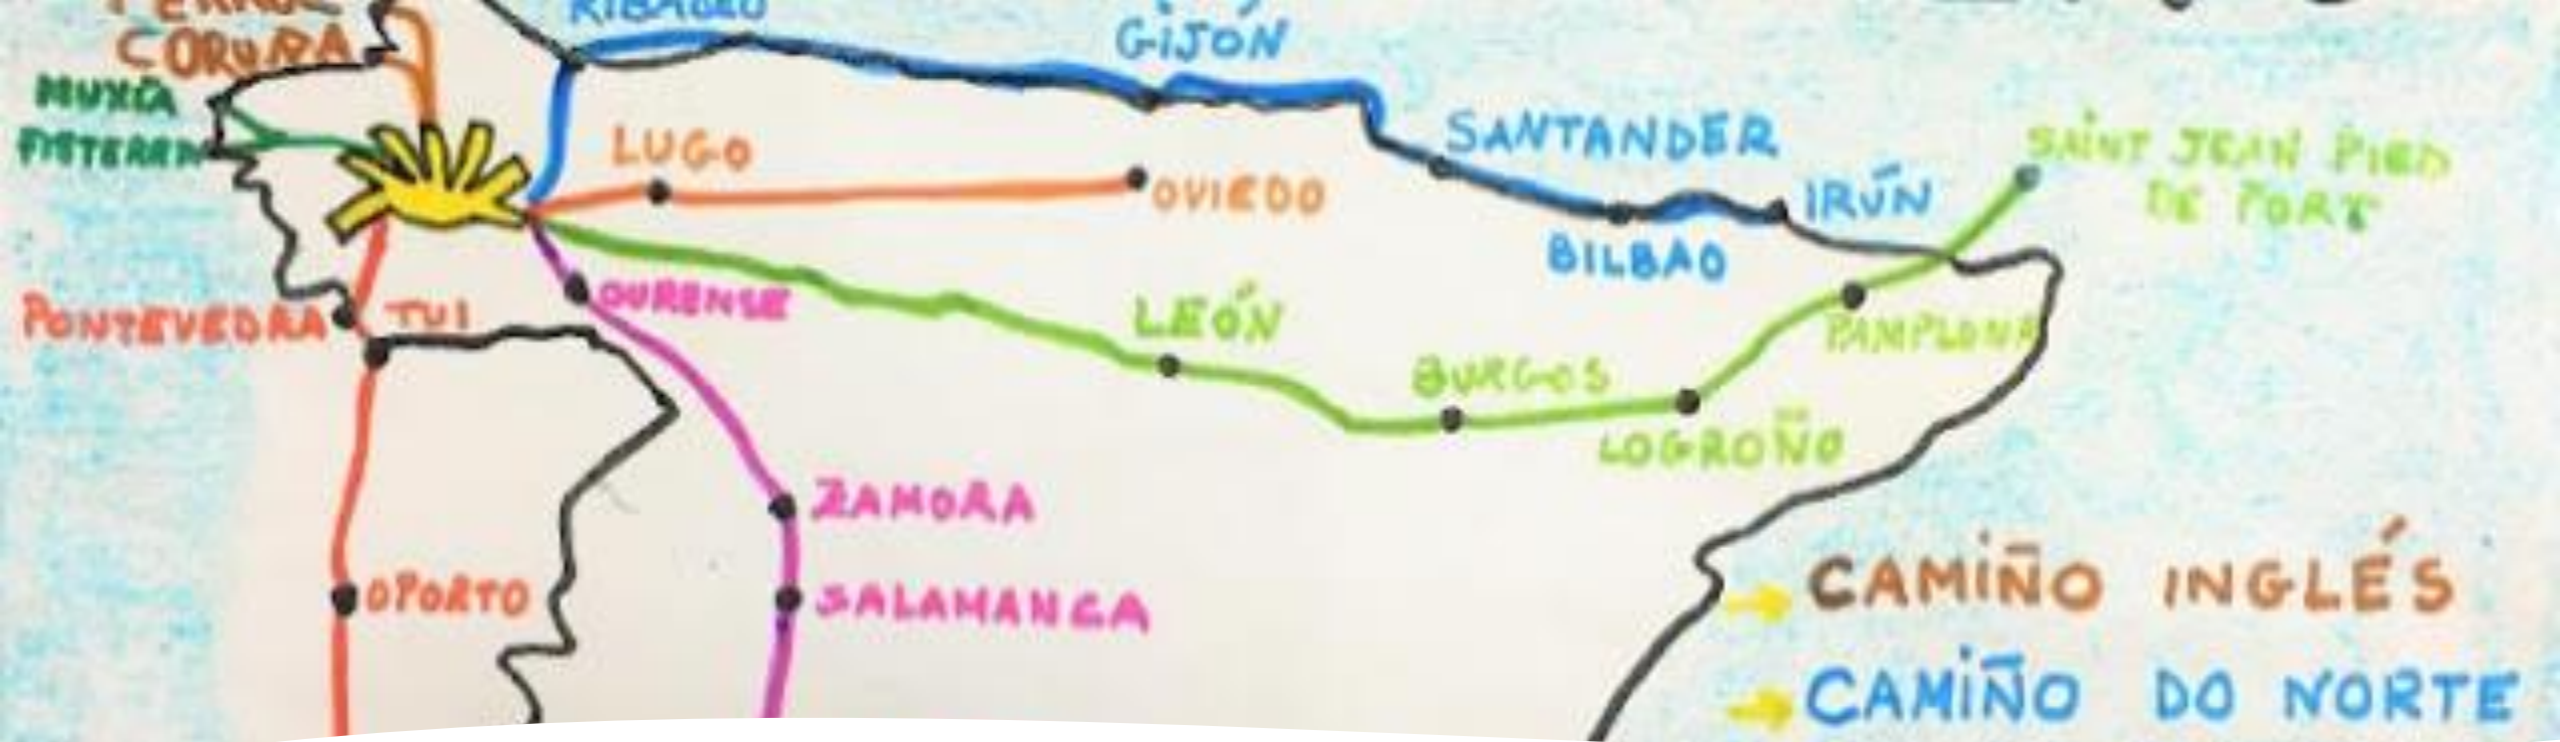 RIBADEO
CORUÑA
GIJÓN
MUXÍA
FISTERRA
LUGO
OVIEDO
SANTANDER
IRÚN
BILBAO
SAINT JEAN PIED
DE PORT
PONTEVEDRA
TUI
OURENSE
LEÓN
BURGOS
PAMPLONA
LOGROÑO
ZAMORA
OPORTO
SALAMANCA
CAMIÑO INGLÉS
CAMIÑO DO NORTE